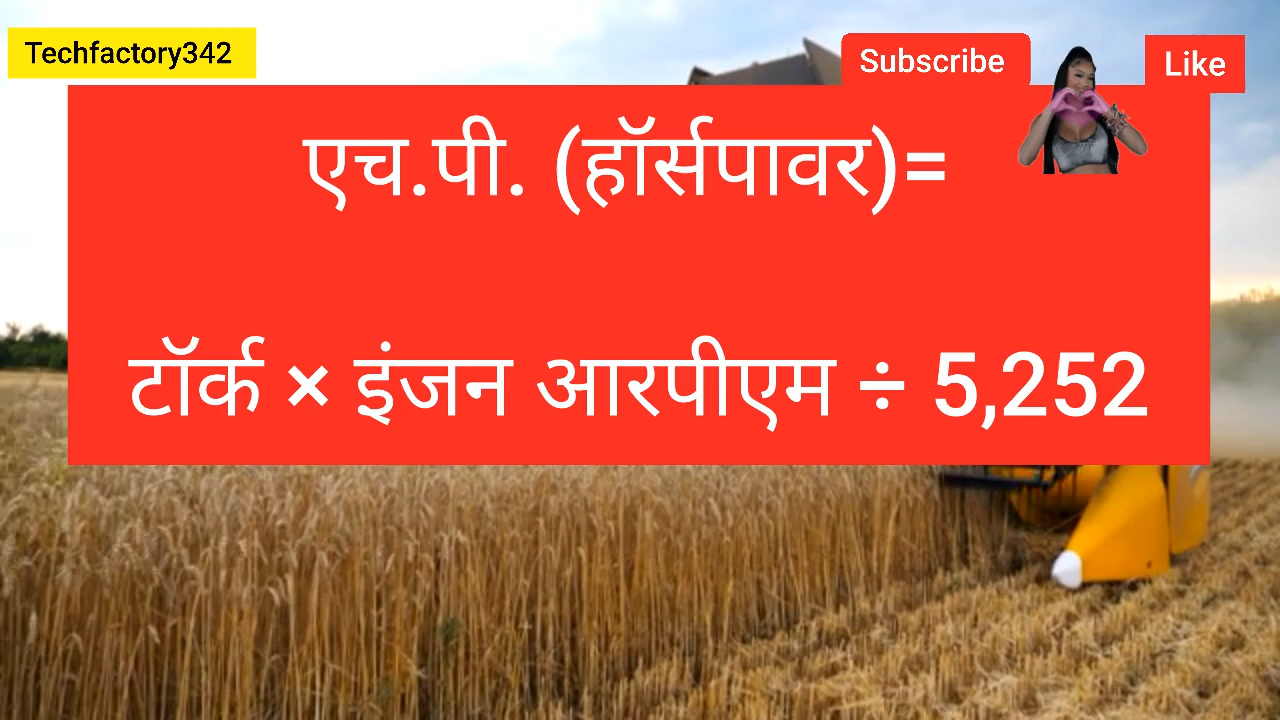 Techfactory342
Subscribe
Like
एच.पी. (हॉर्सपावर)=
टॉर्क × इंजन आरपीएम ÷ 5,252